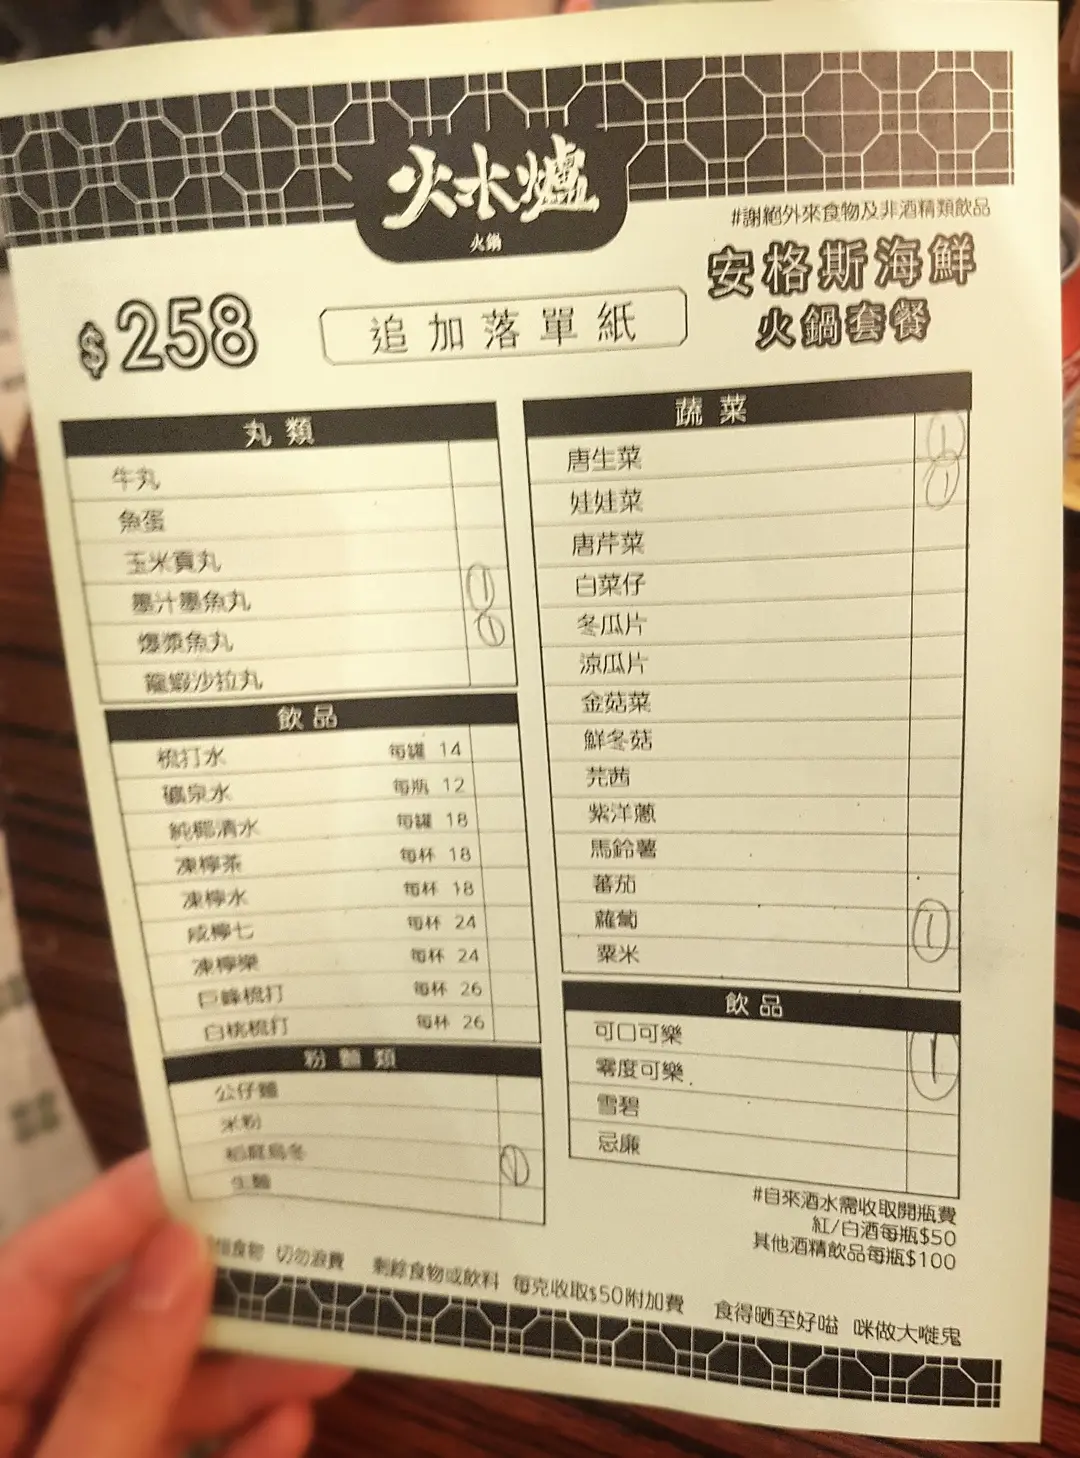 火水爐
火鍋
#謝絕外來食物及非酒精類飲品
$258
追加落單紙
安格斯海鮮
火鍋套餐
丸類
牛丸
魚蛋
玉米貢丸
墨汁墨魚丸 ①
爆漿魚丸 ①
龍蝦沙拉丸
飲品
梳打水 每罐 14
礦泉水 每瓶 12
純椰清水 每罐 18
凍檸茶 每杯 18
凍檸水 每杯 18
咸檸七 每杯 24
凍檸樂 每杯 24
巨峰梳打 每杯 26
白桃梳打 每杯 26
粉麵類
公仔麵
米粉
稻庭烏冬 ①
生麵
蔬菜
唐生菜 ①
娃娃菜 ①
唐芹菜
白菜仔
冬瓜片
涼瓜片
金菇菜
鮮冬菇
芫茜
紫洋蔥
馬鈴薯
蕃茄
蘿蔔 ①
粟米
飲品
可口可樂 ①
零度可樂
雪碧
忌廉
#自來酒水需收取開瓶費
紅/白酒每瓶$50
其他酒精飲品每瓶$100
惜食物 切勿浪費 剩餘食物或飲料 每克收取$50附加費 食得晒至好嗌 咪做大嘥鬼